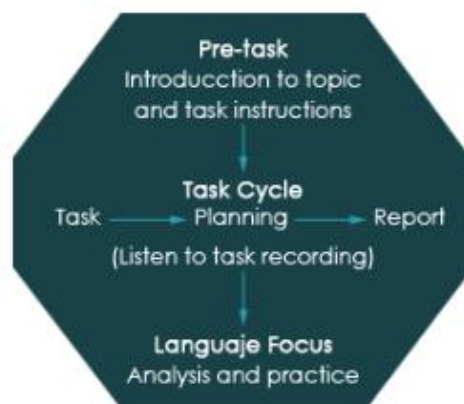 Pre-task
Introducction to topic
and task instructions
Task Cycle
Task Planning Report
(Listen to task recording)
Languaje Focus
Analysis and practice